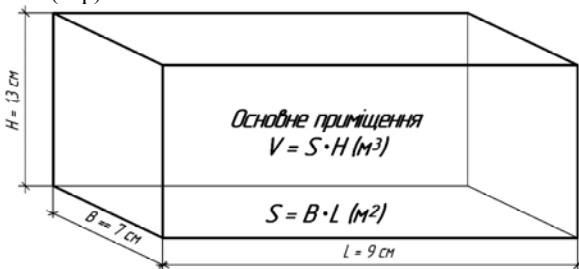 H = 13 см
Основне приміщення
V = S·H (м³)
S = B·L (м²)
B == 7 см
L = 9 см